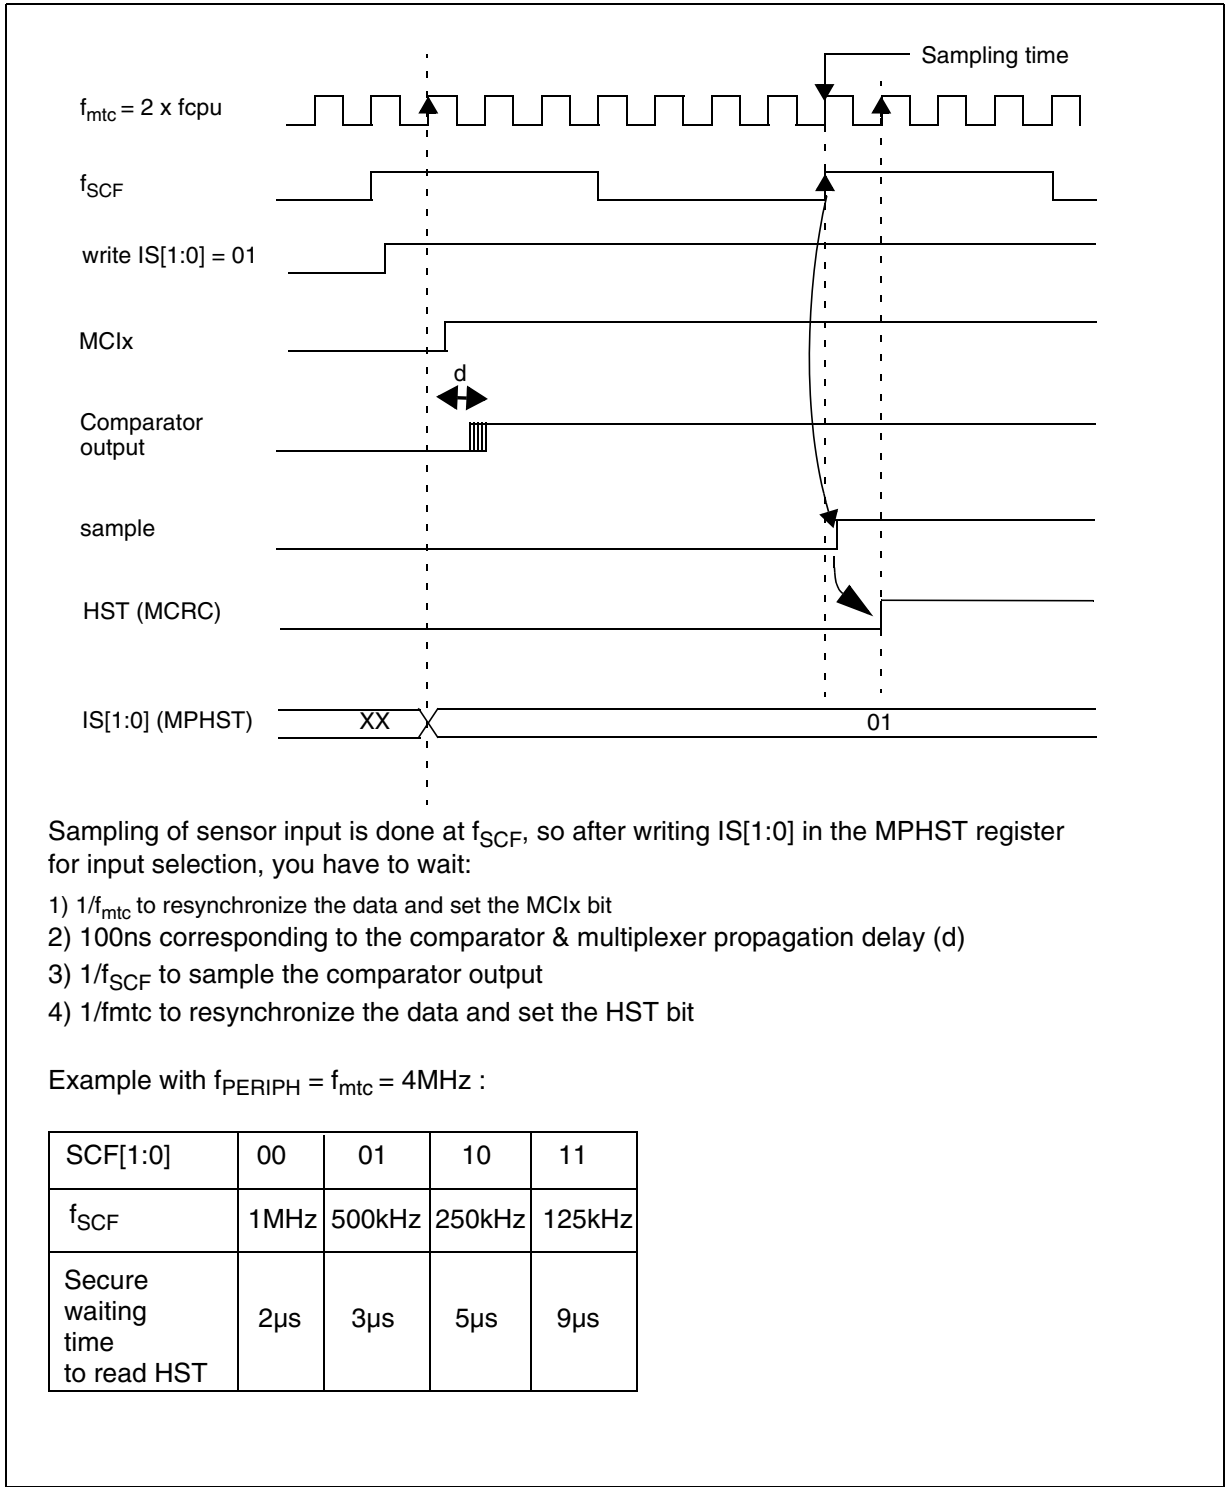 Sampling time
fmtc = 2 x fcpu
fSCF
write IS[1:0] = 01
MCIx
d
Comparator
output
sample
HST (MCRC)
IS[1:0] (MPHST)
XX
01
Sampling of sensor input is done at fSCF, so after writing IS[1:0] in the MPHST register
for input selection, you have to wait:
1) 1/fmtc to resynchronize the data and set the MCIx bit
2) 100ns corresponding to the comparator & multiplexer propagation delay (d)
3) 1/fSCF to sample the comparator output
4) 1/fmtc to resynchronize the data and set the HST bit
Example with fPERIPH = fmtc = 4MHz :
SCF[1:0] 00 01 10 11
fSCF 1MHz 500kHz 250kHz 125kHz
Secure
waiting
time
to read HST
2µs 3µs 5µs 9µs